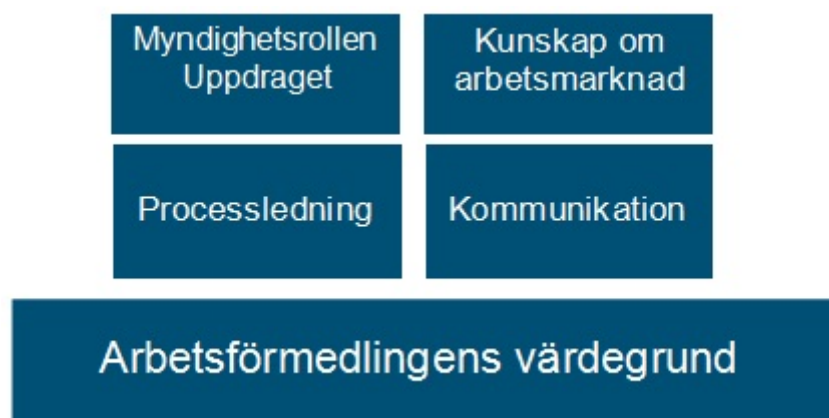 Myndighetsrollen
Uppdraget
Kunskap om
arbetsmarknad
Processledning
Kommunikation
Arbetsförmedlingens värdegrund